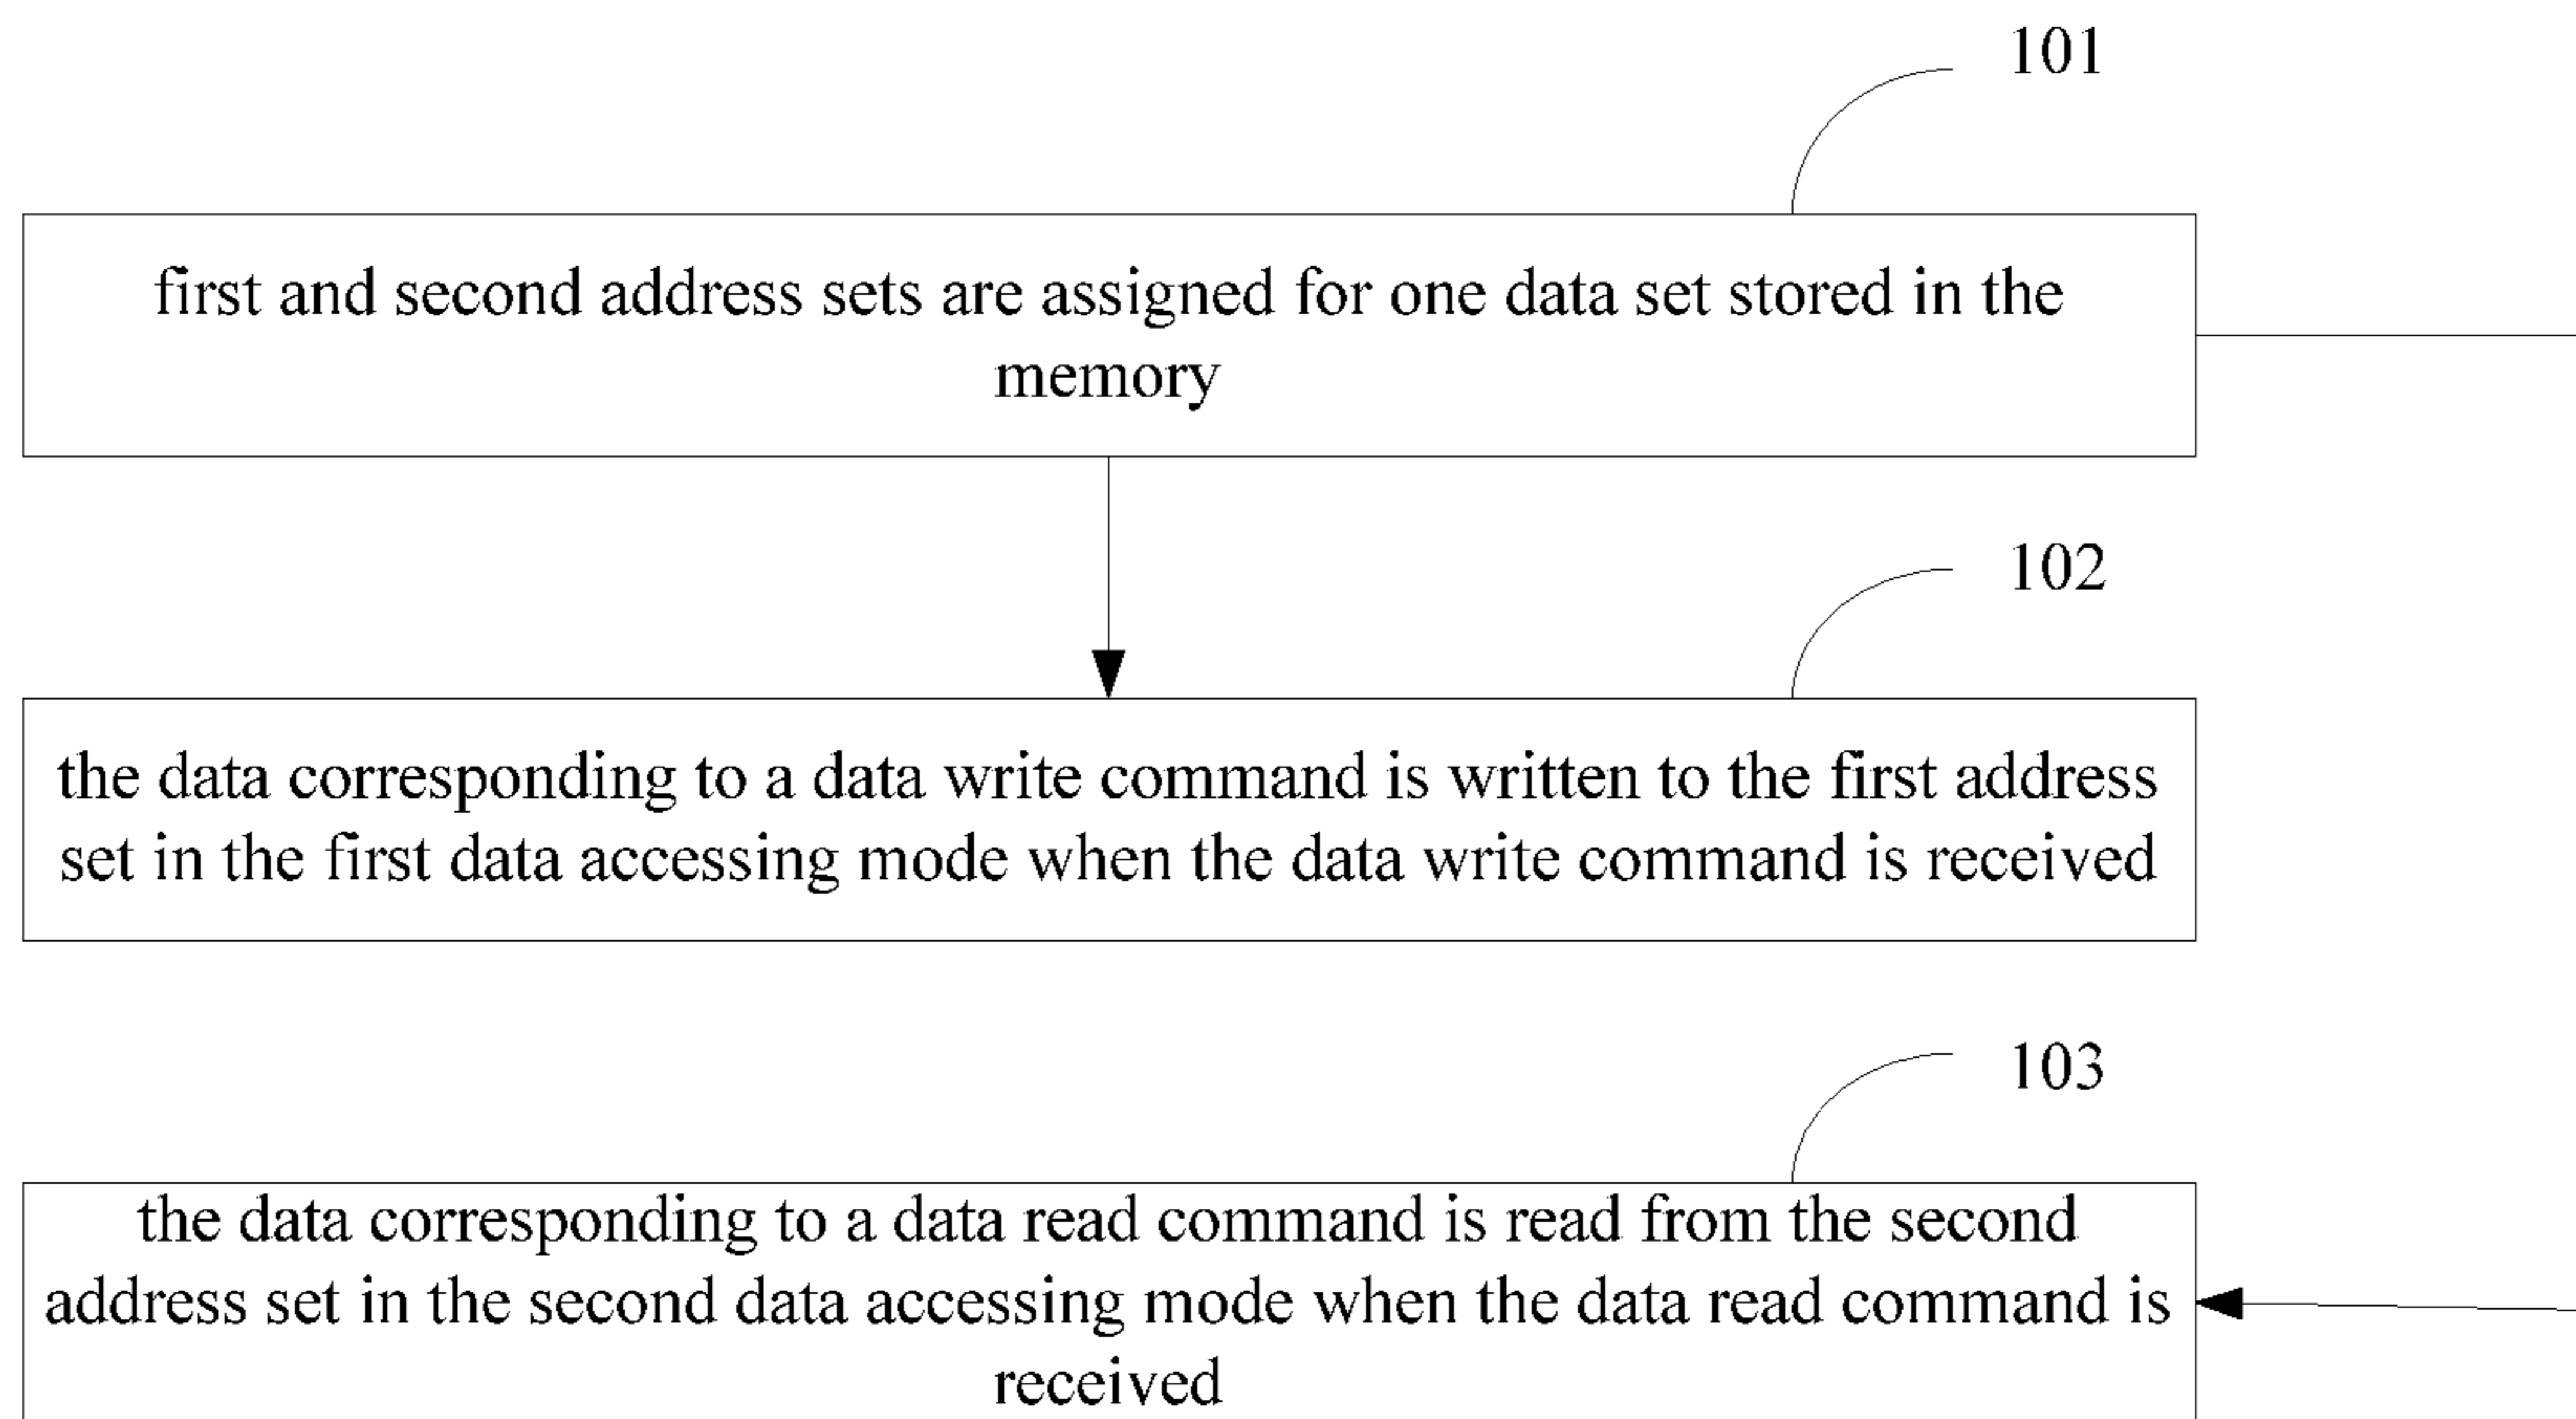 101
first and second address sets are assigned for one data set stored in the
memory
102
the data corresponding to a data write command is written to the first address
set in the first data accessing mode when the data write command is received
103
the data corresponding to a data read command is read from the second
address set in the second data accessing mode when the data read command is
received